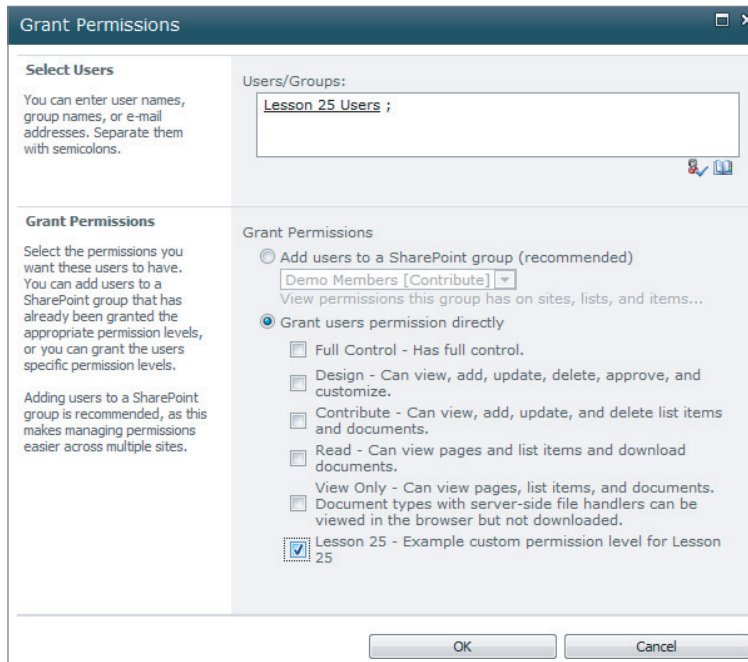 Grant Permissions
Select Users
You can enter user names,
group names, or e-mail
addresses. Separate them
with semicolons.
Users/Groups:
Lesson 25 Users ;
Grant Permissions
Select the permissions you
want these users to have.
You can add users to a
SharePoint group that has
already been granted the
appropriate permission levels,
or you can grant the users
specific permission levels.
Adding users to a SharePoint
group is recommended, as this
makes managing permissions
easier across multiple sites.
Grant Permissions
Add users to a SharePoint group (recommended)
Demo Members [Contribute]
View permissions this group has on sites, lists, and items...
Grant users permission directly
Full Control - Has full control.
Design - Can view, add, update, delete, approve, and
customize.
Contribute - Can view, add, update, and delete list items
and documents.
Read - Can view pages and list items and download
documents.
View Only - Can view pages, list items, and documents.
Document types with server-side file handlers can be
viewed in the browser but not downloaded.
Lesson 25 - Example custom permission level for Lesson
25
OK
Cancel